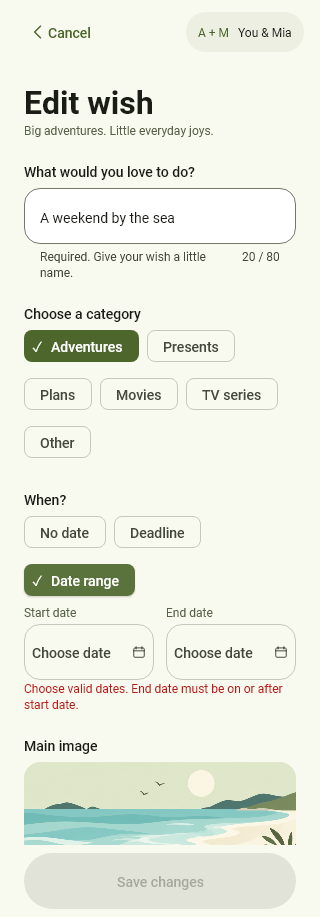 Cancel
A + M You & Mia
Edit wish
Big adventures. Little everyday joys.
What would you love to do?
A weekend by the sea
Required. Give your wish a little name.
20 / 80
Choose a category
✓ Adventures
Presents
Plans
Movies
TV series
Other
When?
No date
Deadline
✓ Date range
Start date
End date
Choose date
Choose date
Choose valid dates. End date must be on or after
start date.
Main image
Save changes